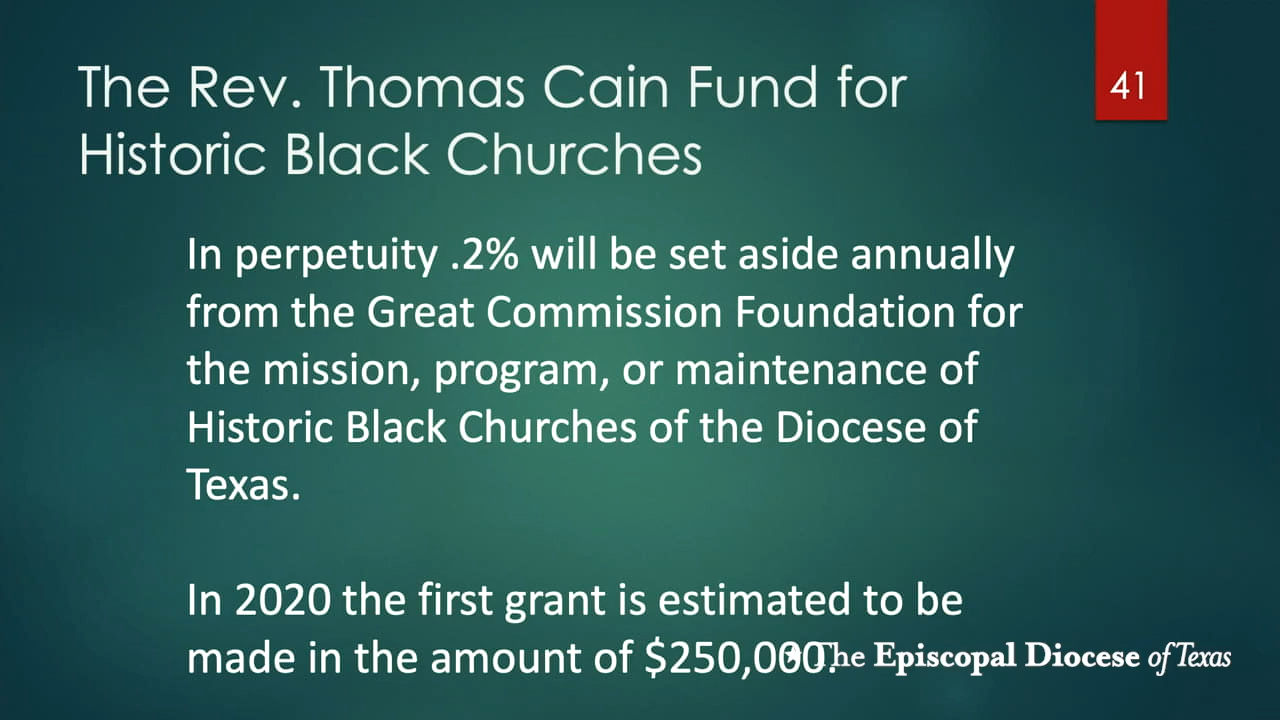 The Rev. Thomas Cain Fund for
Historic Black Churches
41
In perpetuity .2% will be set aside annually
from the Great Commission Foundation for
the mission, program, or maintenance of
Historic Black Churches of the Diocese of
Texas.
In 2020 the first grant is estimated to be
made in the amount of $250,000.
The Episcopal Diocese of Texas